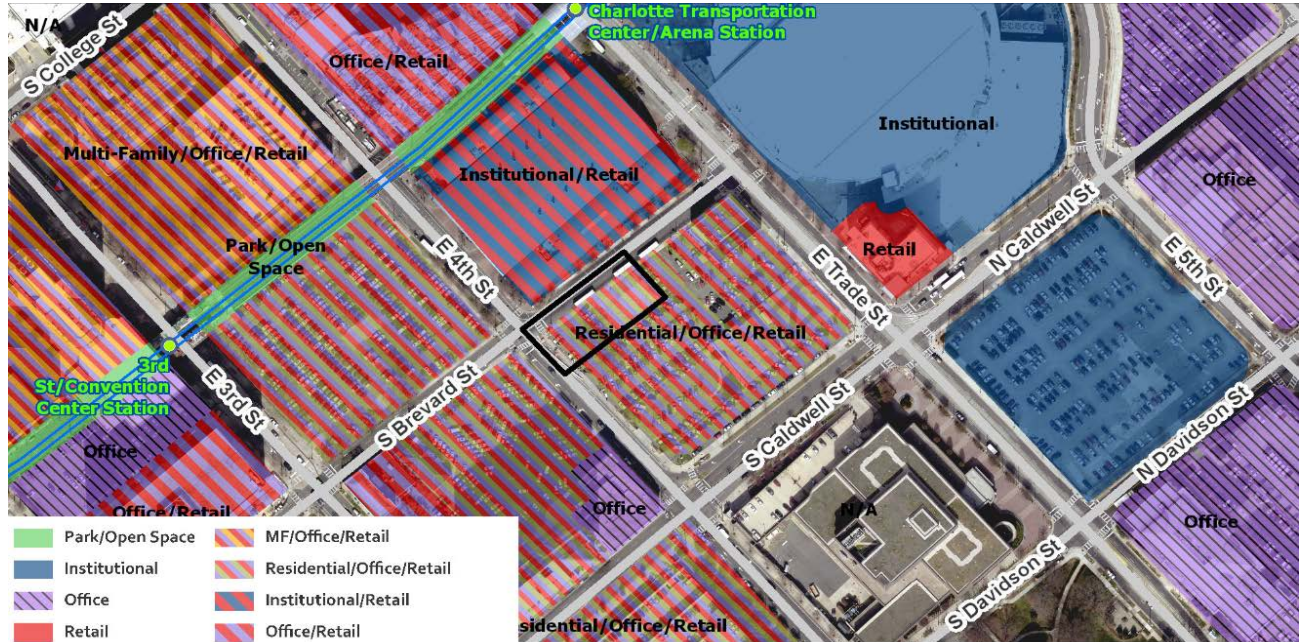 N/A
S College St
Charlotte Transportation
Center/Arena Station
Office/Retail
Institutional
Multi-Family/Office/Retail
Institutional/Retail
Office
N Caldwell St
Park/Open
Space
E 4th St
Retail
E Trade St
E 5th St
Residential/Office/Retail
3rd
St/Convention
Center Station
E 3rd St
S Brevard St
S Caldwell St
N Davidson St
Office
Office/Retail
Office
N/A
Office
S Davidson St
sidential/Office/Retail
Park/Open Space
MF/Office/Retail
Institutional
Residential/Office/Retail
Office
Institutional/Retail
Retail
Office/Retail